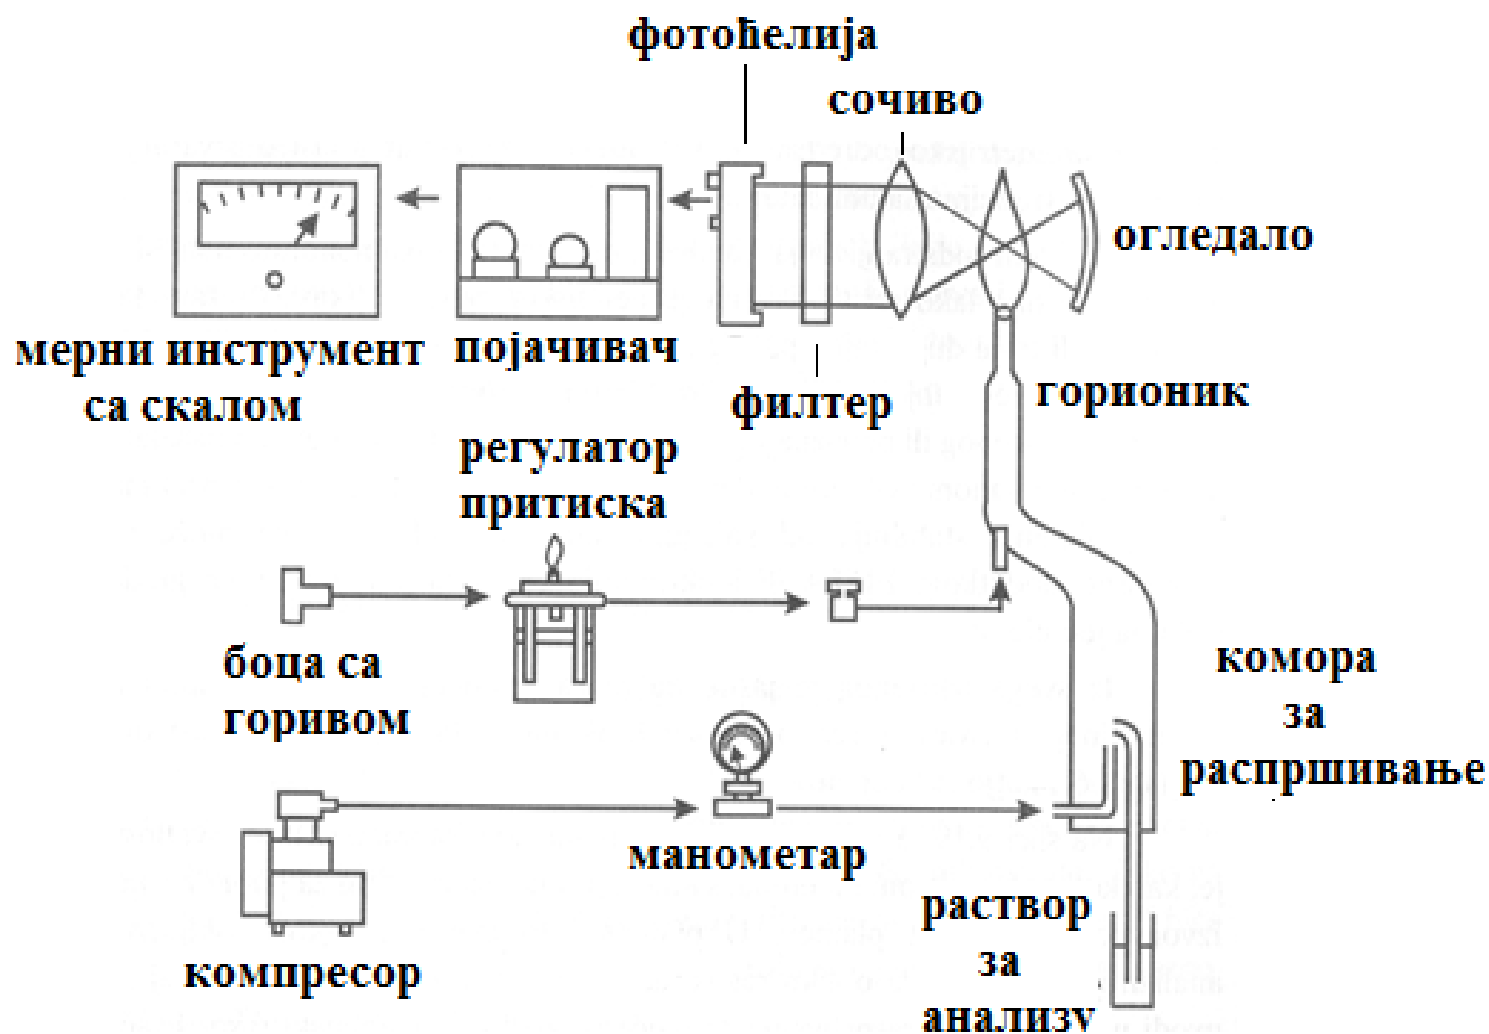 фотоћелија
сочиво
огледало
мерни инструмент
са скалом
појачивач
филтер
горионик
регулатор
притиска
боца са
горивом
комора
за
распршивање
манометар
компресор
раствор
за
анализу